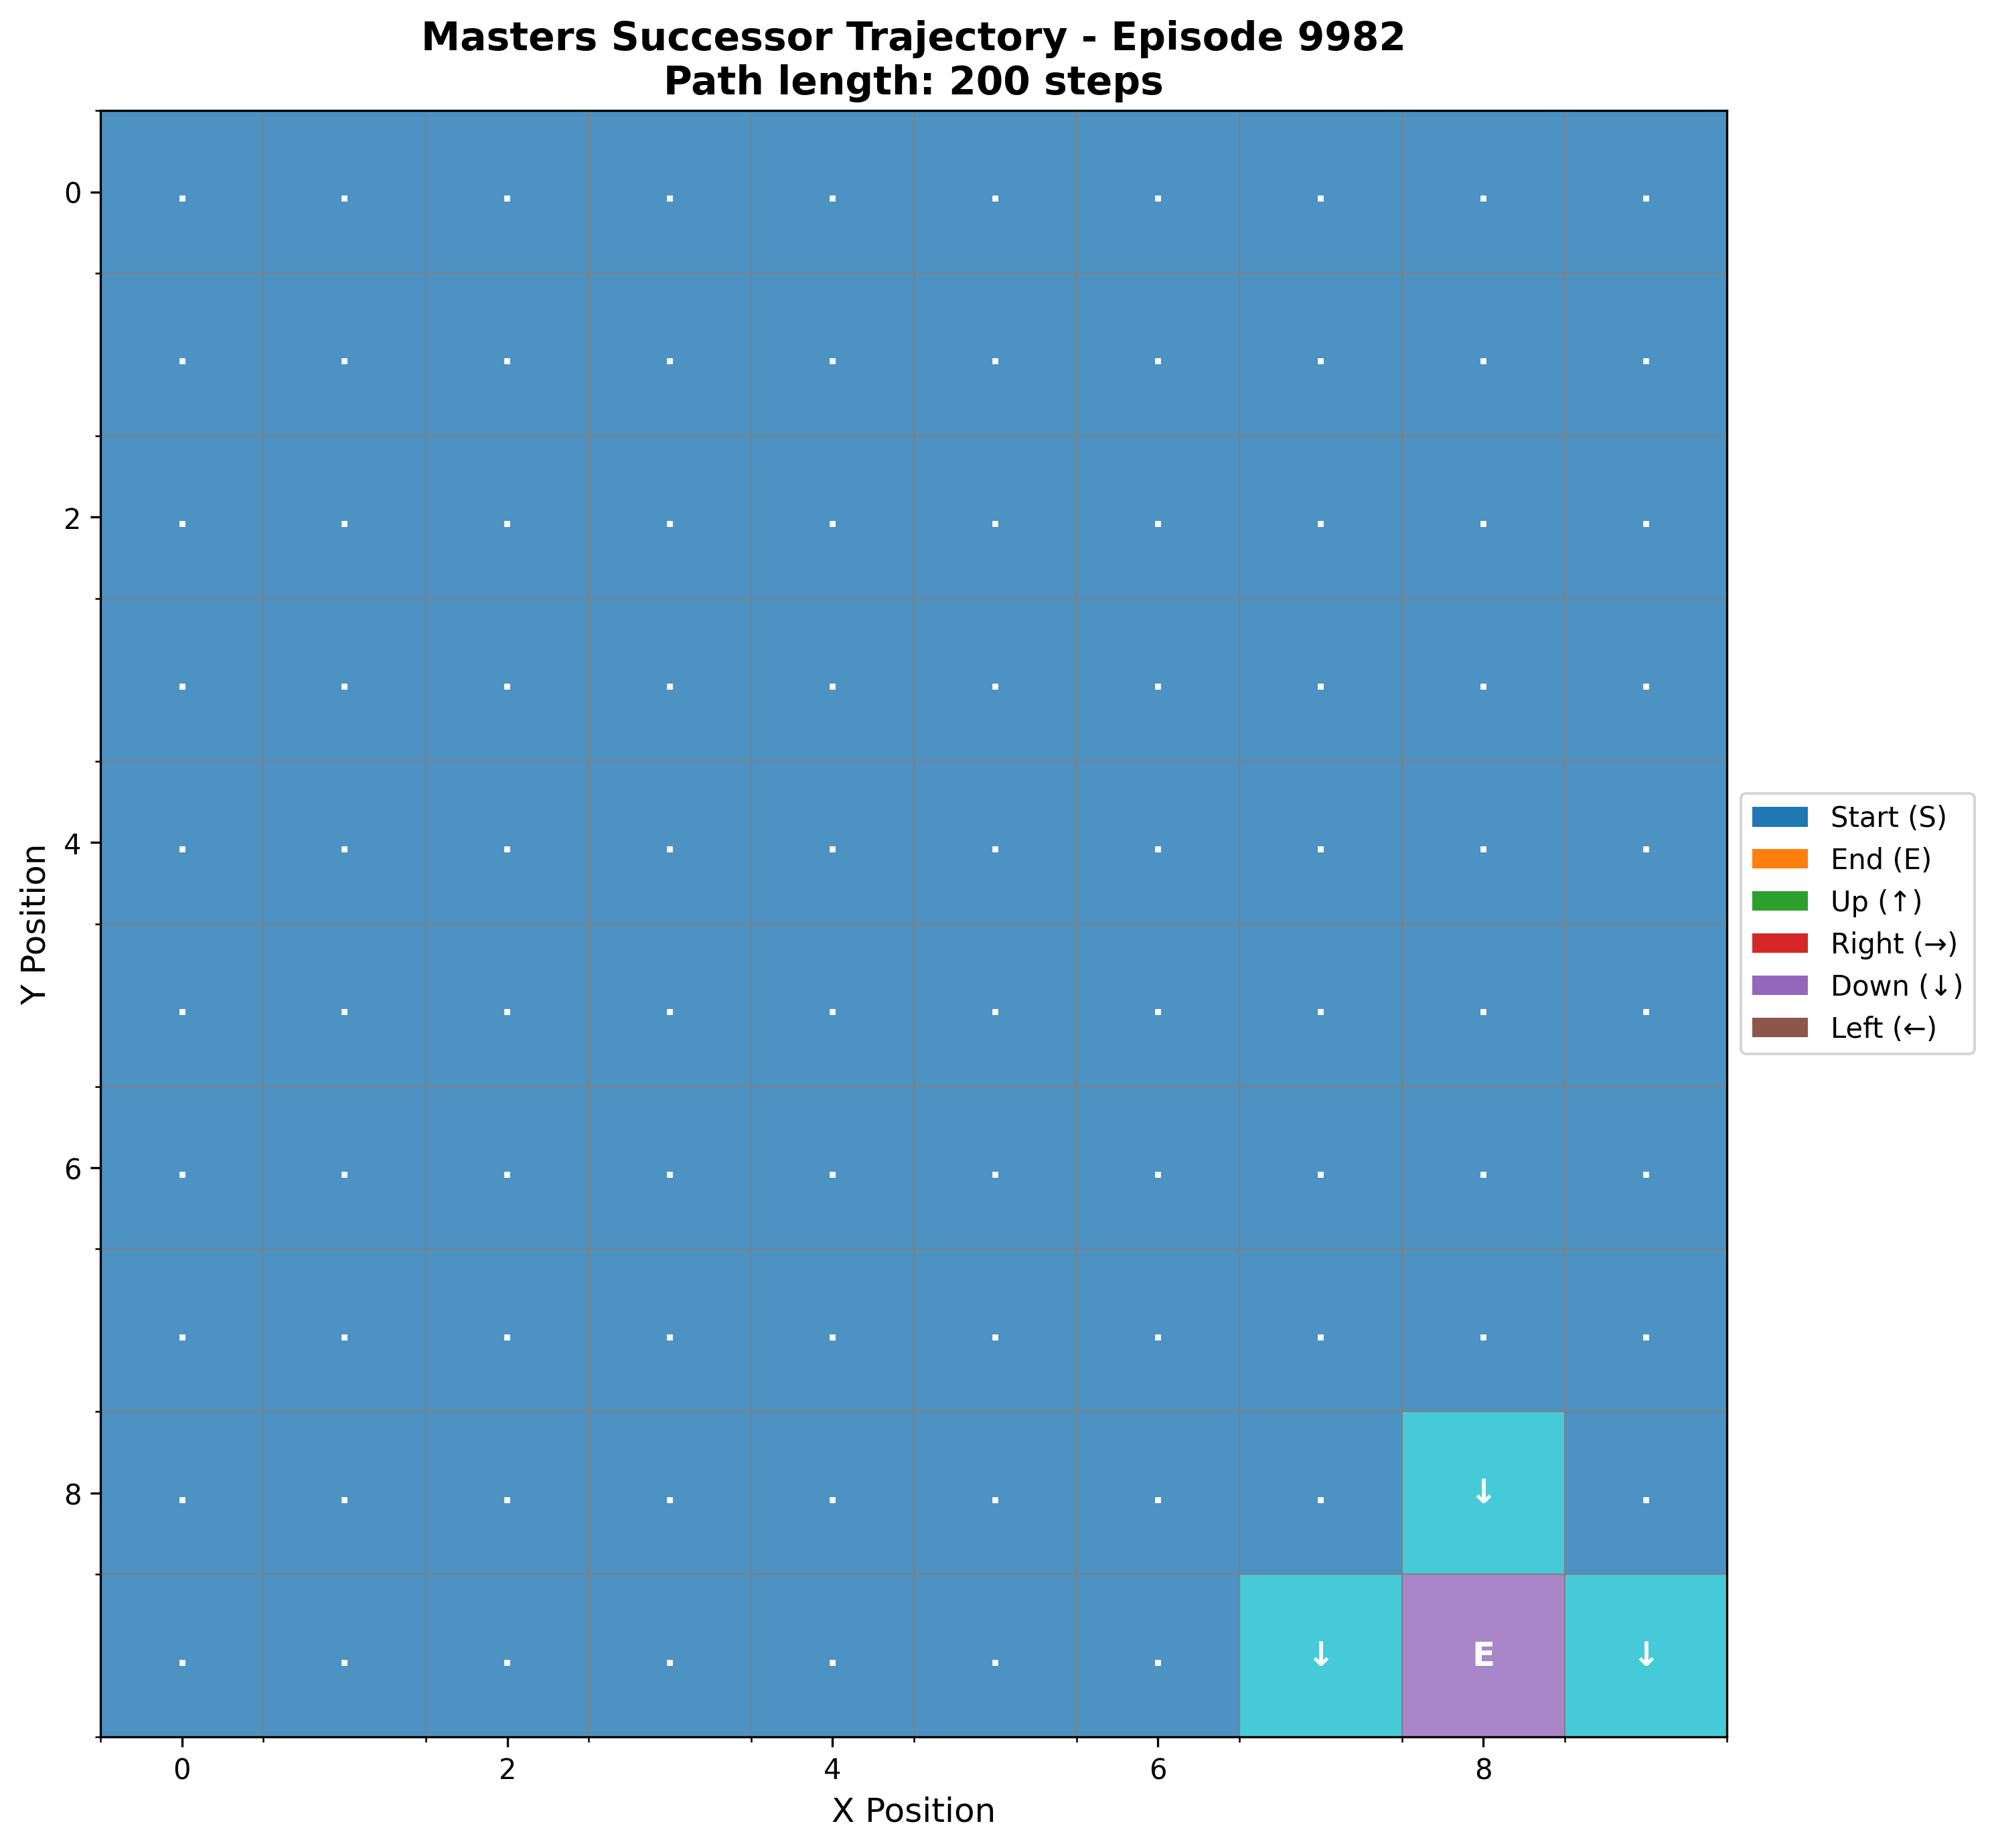 Masters Successor Trajectory - Episode 9982
Path length: 200 steps
0
2
4
6
8
Y Position
↓
↓ E ↓
0 2 4 6 8
X Position
Start (S)
End (E)
Up (↑)
Right (→)
Down (↓)
Left (←)